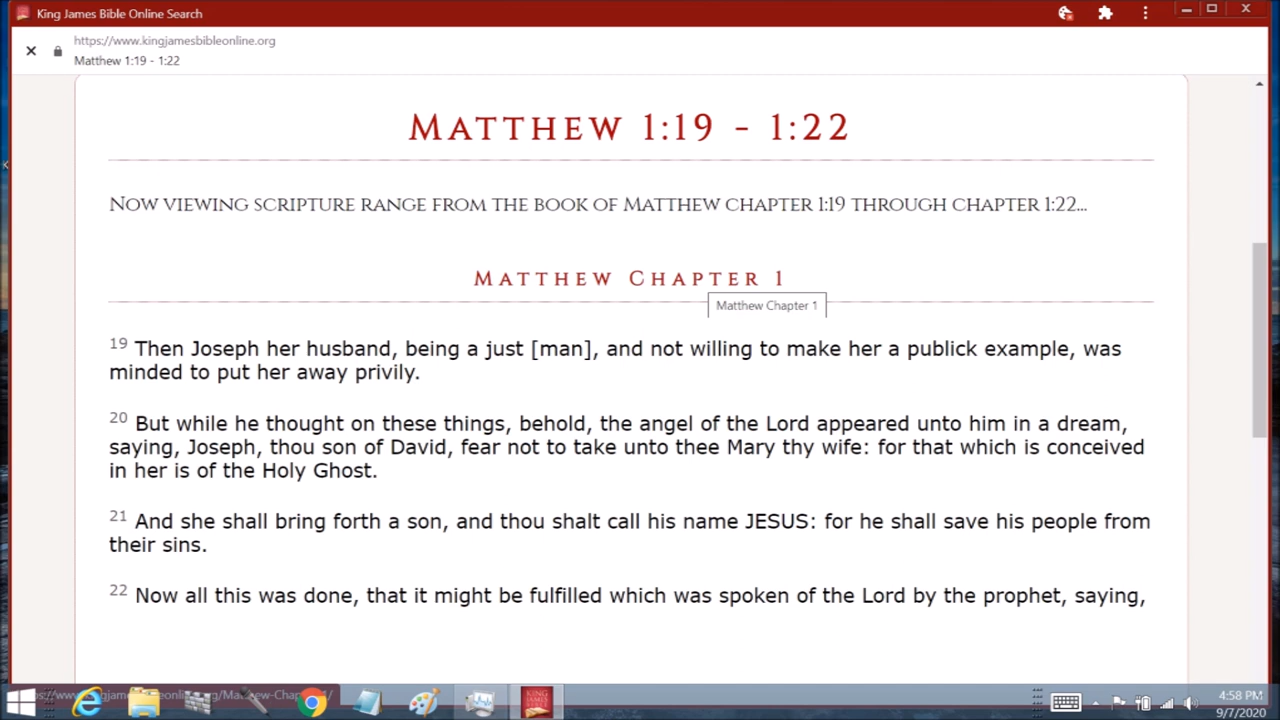 King James Bible Online Search
https://www.kingjamesbibleonline.org
Matthew 1:19 - 1:22
Matthew 1:19 - 1:22
Now viewing scripture range from the book of Matthew chapter 1:19 through chapter 1:22...
Matthew Chapter 1
Matthew Chapter 1
19 Then Joseph her husband, being a just [man], and not willing to make her a publick example, was
minded to put her away privily.
20 But while he thought on these things, behold, the angel of the Lord appeared unto him in a dream,
saying, Joseph, thou son of David, fear not to take unto thee Mary thy wife: for that which is conceived
in her is of the Holy Ghost.
21 And she shall bring forth a son, and thou shalt call his name JESUS: for he shall save his people from
their sins.
22 Now all this was done, that it might be fulfilled which was spoken of the Lord by the prophet, saying,
KING
JAMES
BIBLE
4:58 PM
9/7/2020